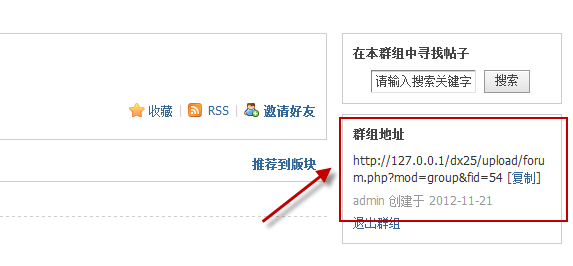 在本群组中寻找帖子
请输入搜索关键字 搜索
收藏 RSS 邀请好友
推荐到版块
群组地址
http://127.0.0.1/dx25/upload/foru
m.php?mod=group&fid=54 [复制]
admin 创建于 2012-11-21
退出群组